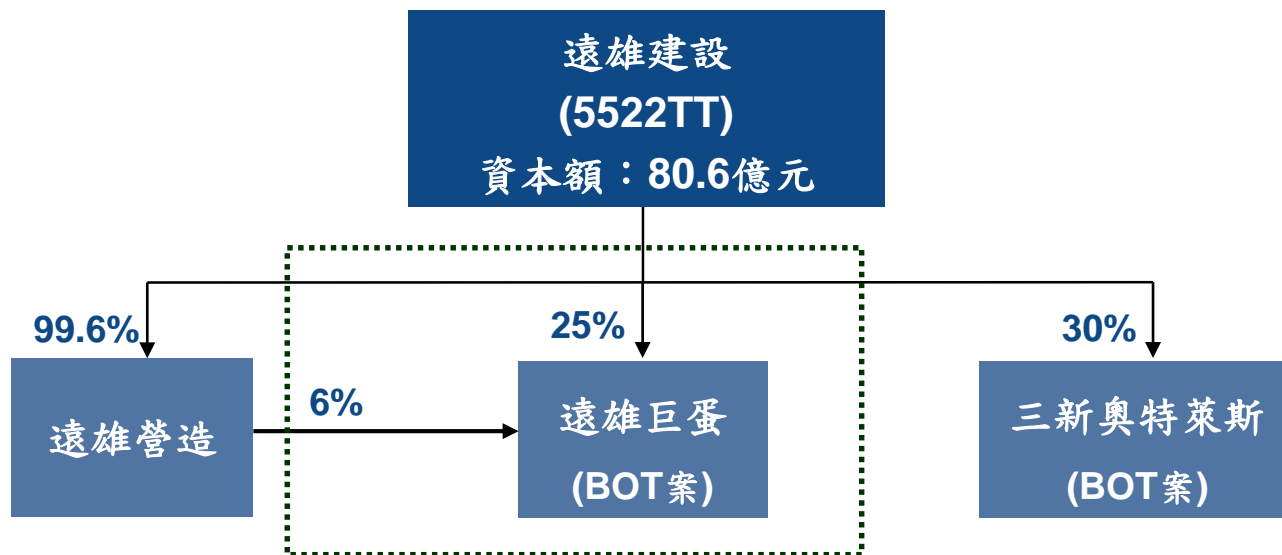 遠雄建設
(5522TT)
資本額：80.6億元
99.6%
25%
30%
遠雄營造
6%
遠雄巨蛋
(BOT案)
三新奧特萊斯
(BOT案)